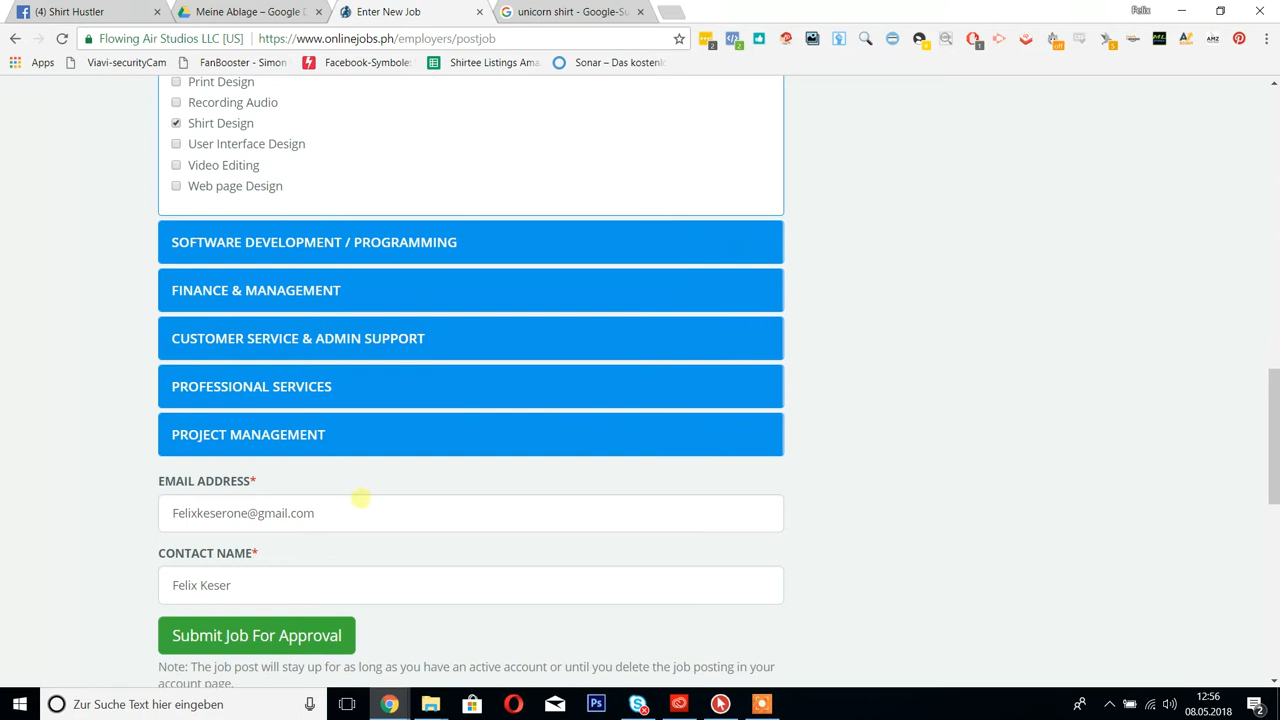 (4) Shirt Hustler
Meine Ablage – Google D
Enter New Job
unicorn shirt - Google-Su
Felix
Flowing Air Studios LLC [US]
https://www.onlinejobs.ph/employers/postjob
Apps
Viavi-securityCam
FanBooster - Simon
Facebook-Symbole
Shirtee Listings Ama
Sonar – Das kostenl
Print Design
Recording Audio
Shirt Design
User Interface Design
Video Editing
Web page Design
SOFTWARE DEVELOPMENT / PROGRAMMING
FINANCE & MANAGEMENT
CUSTOMER SERVICE & ADMIN SUPPORT
PROFESSIONAL SERVICES
PROJECT MANAGEMENT
EMAIL ADDRESS*
Felixkeserone@gmail.com
CONTACT NAME*
Felix Keser
Submit Job For Approval
Note: The job post will stay up for as long as you have an active account or until you delete the job posting in your
account page.
Zur Suche Text hier eingeben
12:56
08.05.2018